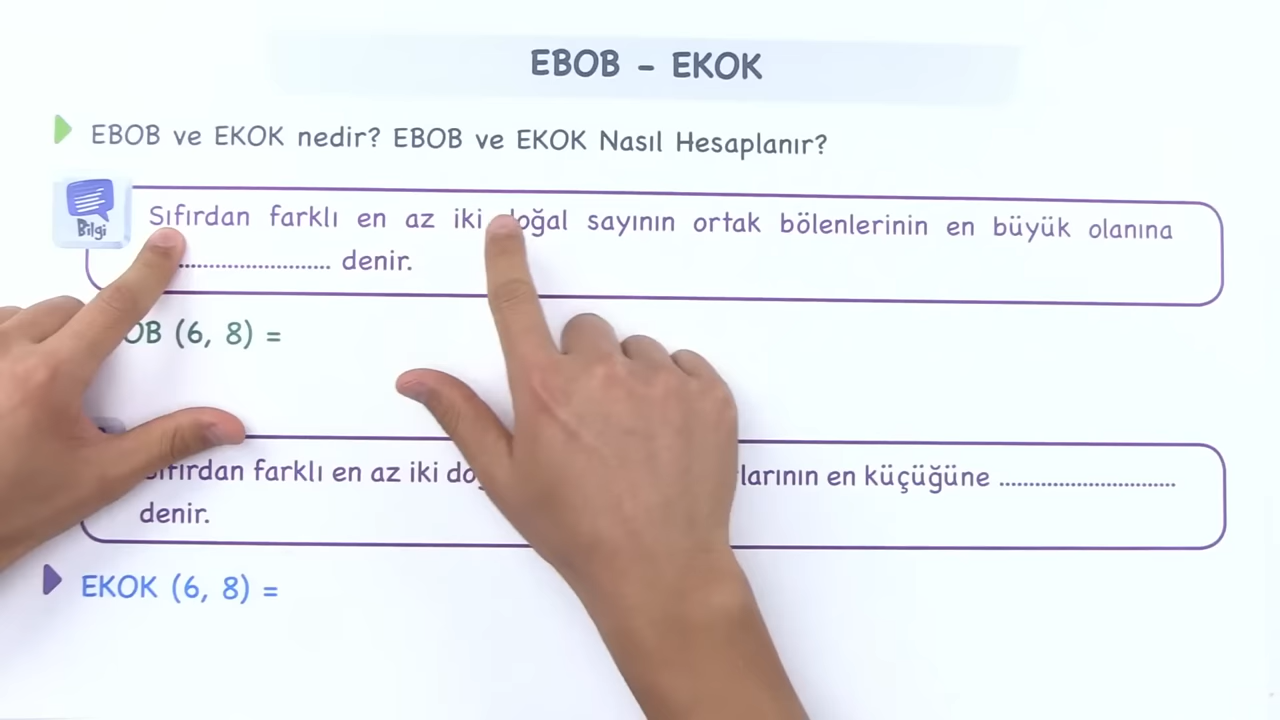 EBOB - EKOK
EBOB ve EKOK nedir? EBOB ve EKOK Nasıl Hesaplanır?
Bilgi
Sıfırdan farklı en az iki doğal sayının ortak bölenlerinin en büyük olanına
.......................... denir.
OB (6, 8) =
Sıfırdan farklı en az iki do larının en küçüğüne ..............................
denir.
EKOK (6, 8) =